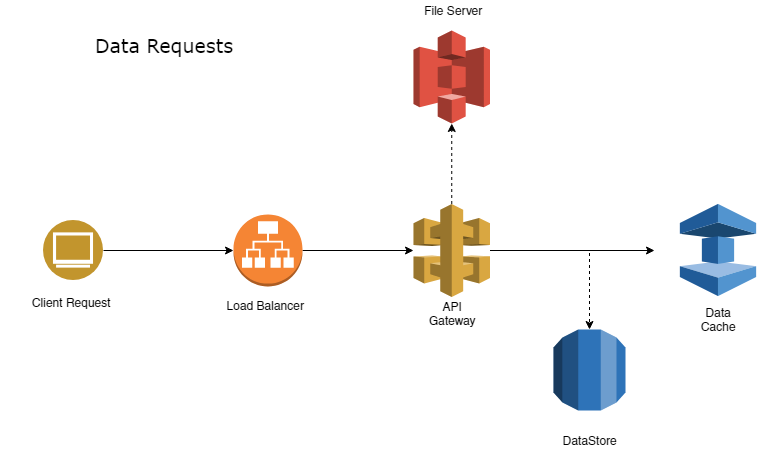 File Server
Data Requests
Client Request
Load Balancer
API
Gateway
Data
Cache
DataStore